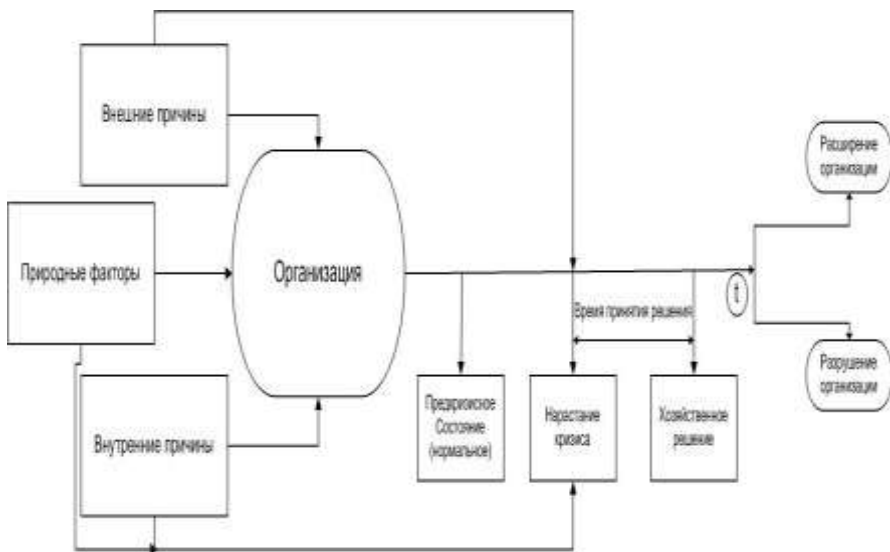 Внешние причины
Природные факторы
Внутренние причины
Организация
Время принятия решения
t
Предкризисное
Состояние
(нормальное)
Нарастание
кризиса
Хозяйственное
решение
Расширение
организации
Разрушение
организации